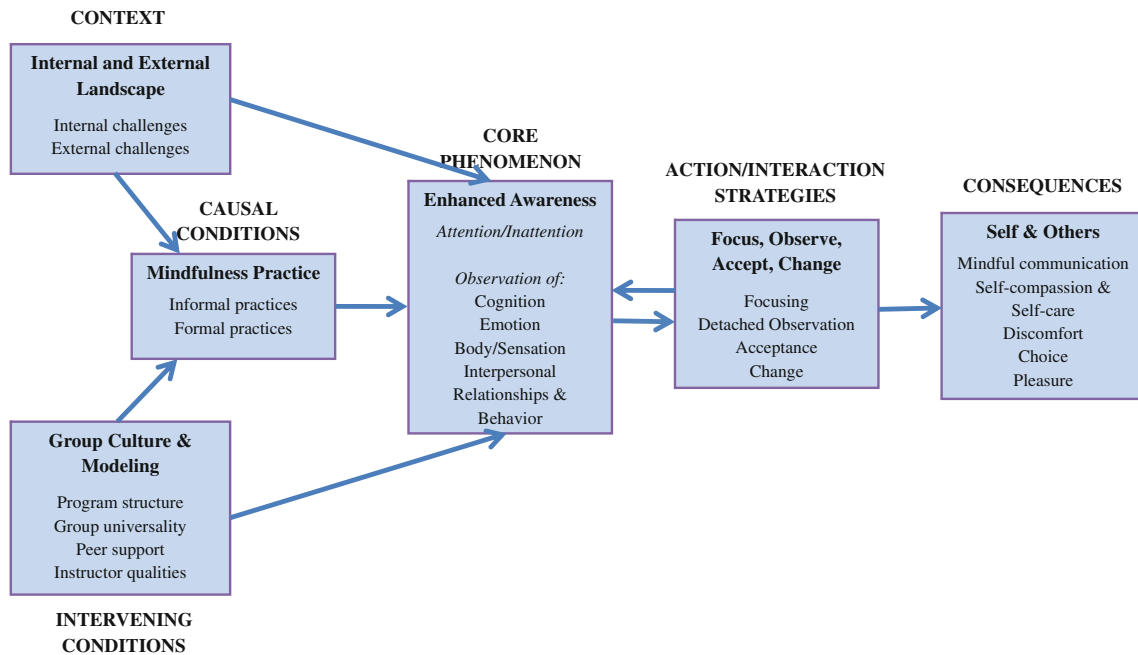 CONTEXT
Internal and External
Landscape
Internal challenges
External challenges
CAUSAL
CONDITIONS
Mindfulness Practice
Informal practices
Formal practices
Group Culture &
Modeling
Program structure
Group universality
Peer support
Instructor qualities
INTERVENING
CONDITIONS
CORE
PHENOMENON
Enhanced Awareness
Attention/Inattention
Observation of:
Cognition
Emotion
Body/Sensation
Interpersonal
Relationships &
Behavior
ACTION/INTERACTION
STRATEGIES
Focus, Observe,
Accept, Change
Focusing
Detached Observation
Acceptance
Change
CONSEQUENCES
Self & Others
Mindful communication
Self-compassion &
Self-care
Discomfort
Choice
Pleasure